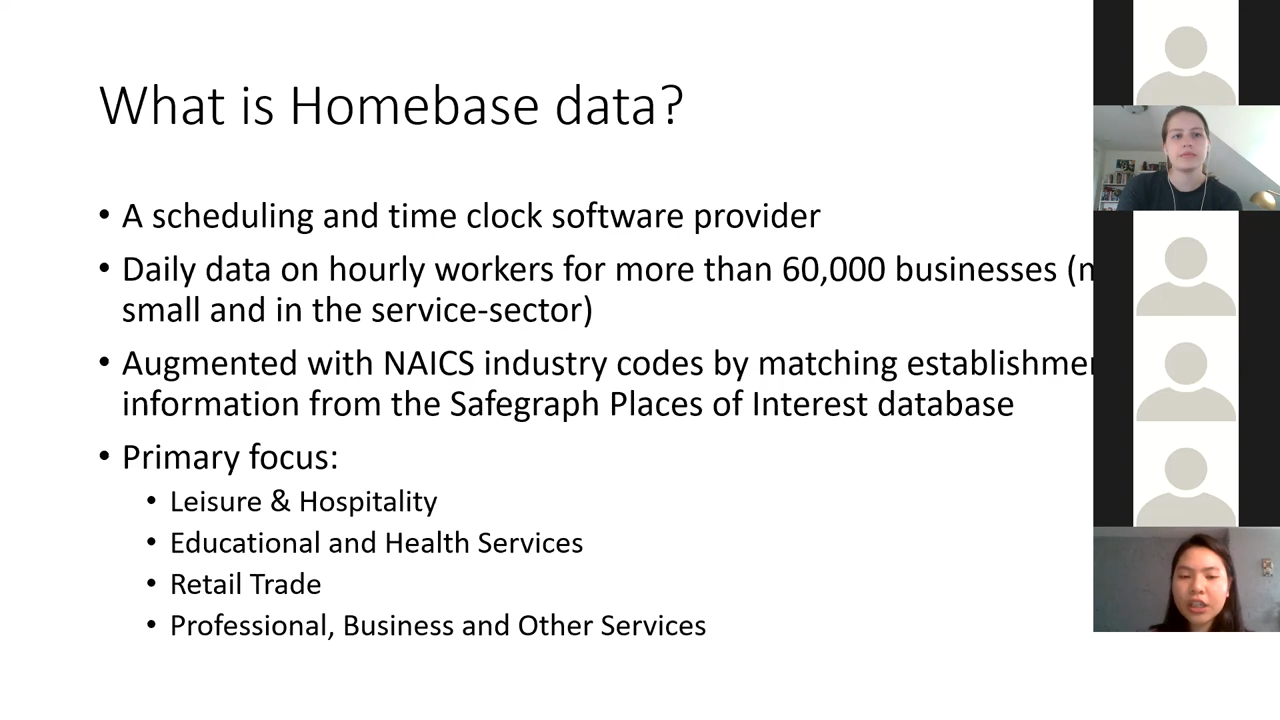 What is Homebase data?
• A scheduling and time clock software provider
• Daily data on hourly workers for more than 60,000 businesses (
small and in the service-sector)
• Augmented with NAICS industry codes by matching
information from the Safegraph Places of Interest database
• Primary focus:
• Leisure & Hospitality
• Educational and Health Services
• Retail Trade
• Professional, Business and Other Services